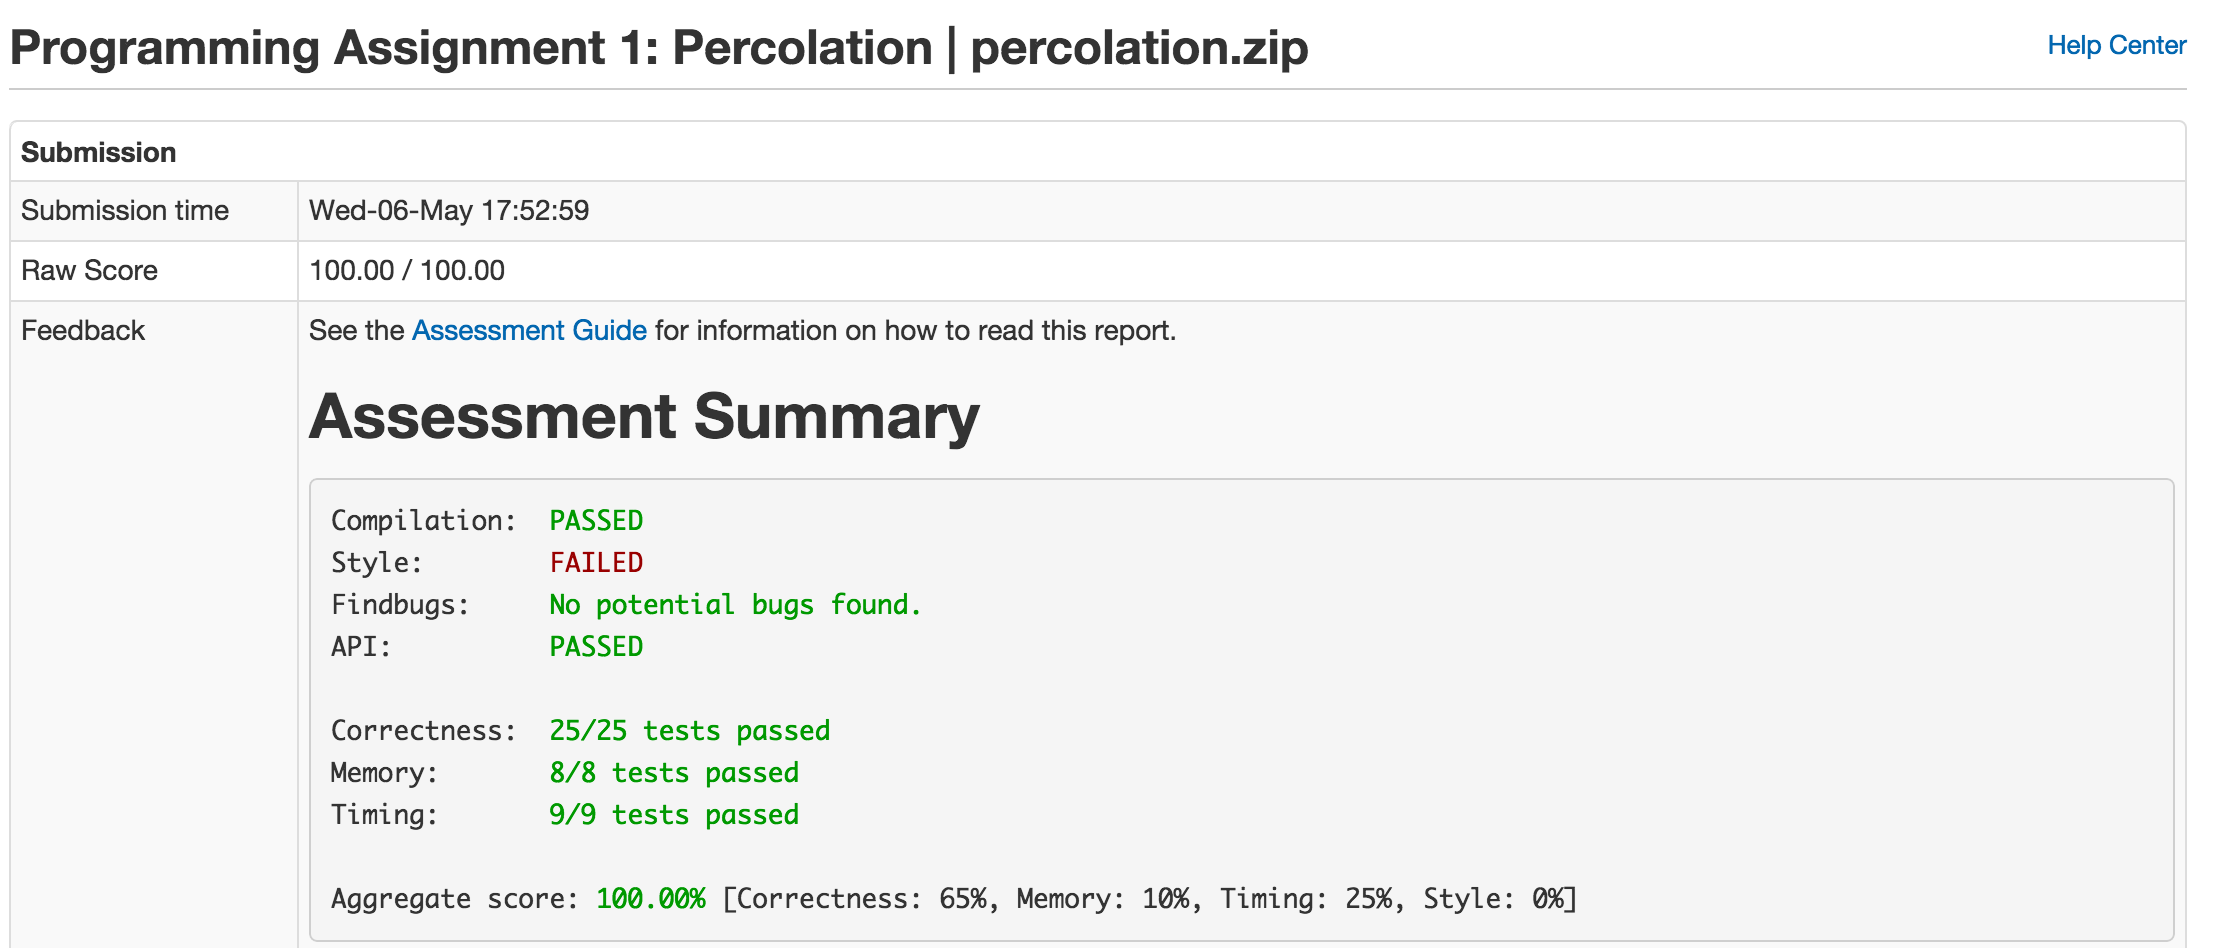 Programming Assignment 1: Percolation | percolation.zip
Help Center
Submission
Submission time Wed-06-May 17:52:59
Raw Score 100.00 / 100.00
Feedback See the Assessment Guide for information on how to read this report.
Assessment Summary
Compilation: PASSED
Style: FAILED
Findbugs: No potential bugs found.
API: PASSED
Correctness: 25/25 tests passed
Memory: 8/8 tests passed
Timing: 9/9 tests passed
Aggregate score: 100.00% [Correctness: 65%, Memory: 10%, Timing: 25%, Style: 0%]